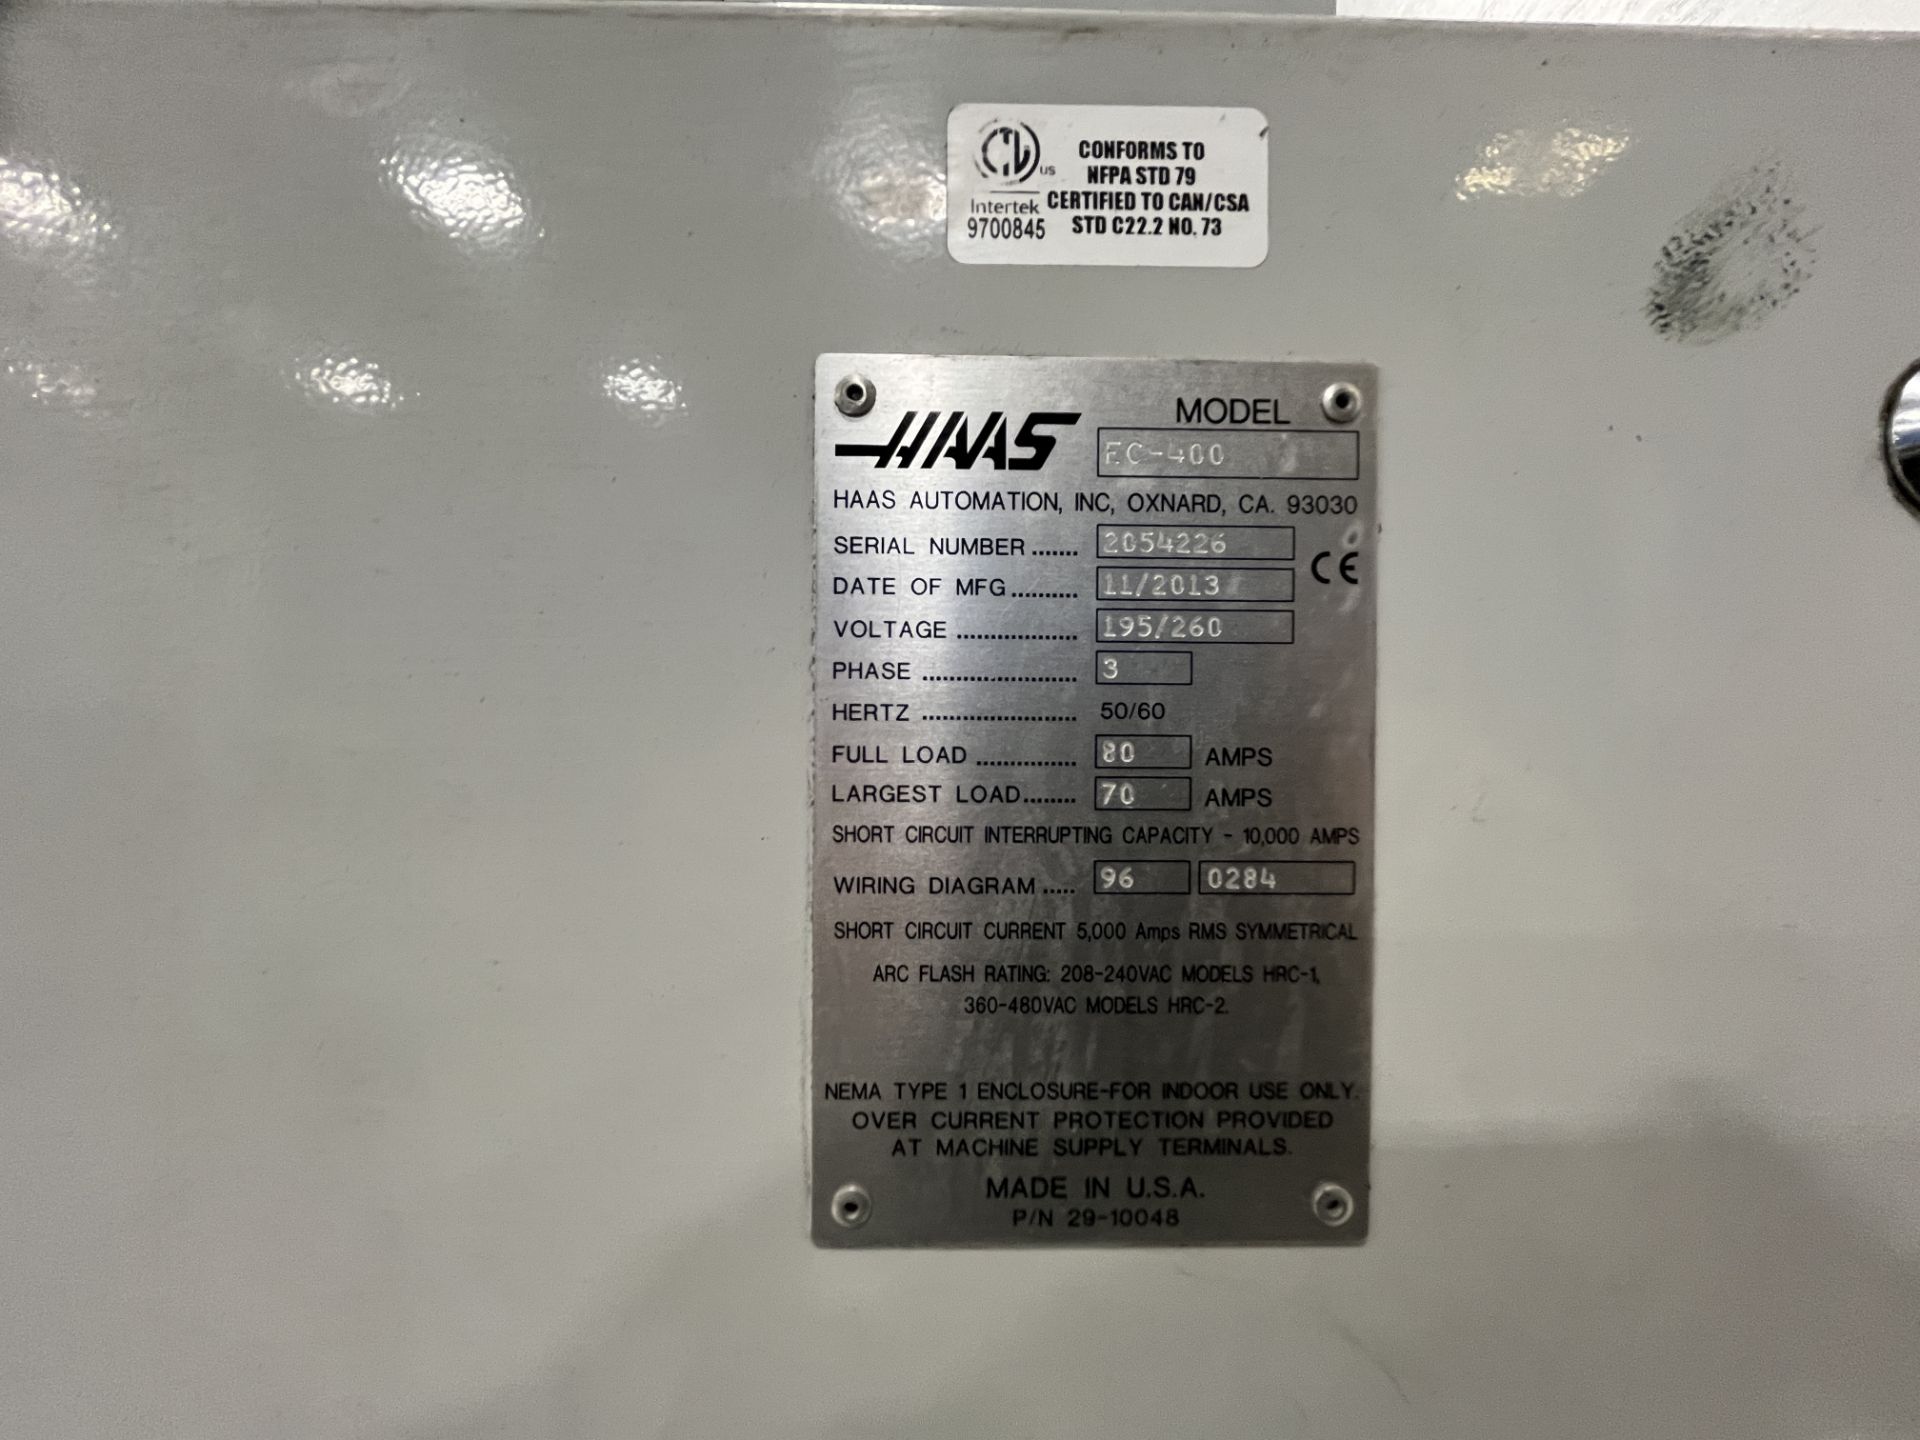 ETL US
Intertek
9700845
CONFORMS TO
NFPA STD 79
CERTIFIED TO CAN/CSA
STD C22.2 NO. 73
HAAS
MODEL
EC-400
HAAS AUTOMATION, INC, OXNARD, CA. 93030
SERIAL NUMBER ....... 2054226
CE
DATE OF MFG .......... 11/2013
VOLTAGE .................. 195/260
PHASE ....................... 3
HERTZ ....................... 50/60
FULL LOAD ............... 80 AMPS
LARGEST LOAD........ 70 AMPS
SHORT CIRCUIT INTERRUPTING CAPACITY - 10,000 AMPS
WIRING DIAGRAM ..... 96 0284
SHORT CIRCUIT CURRENT 5,000 Amps RMS SYMMETRICAL
ARC FLASH RATING: 208-240VAC MODELS HRC-1,
360-480VAC MODELS HRC-2.
NEMA TYPE 1 ENCLOSURE-FOR INDOOR USE ONLY.
OVER CURRENT PROTECTION PROVIDED
AT MACHINE SUPPLY TERMINALS.
MADE IN U.S.A.
P/N 29-10048